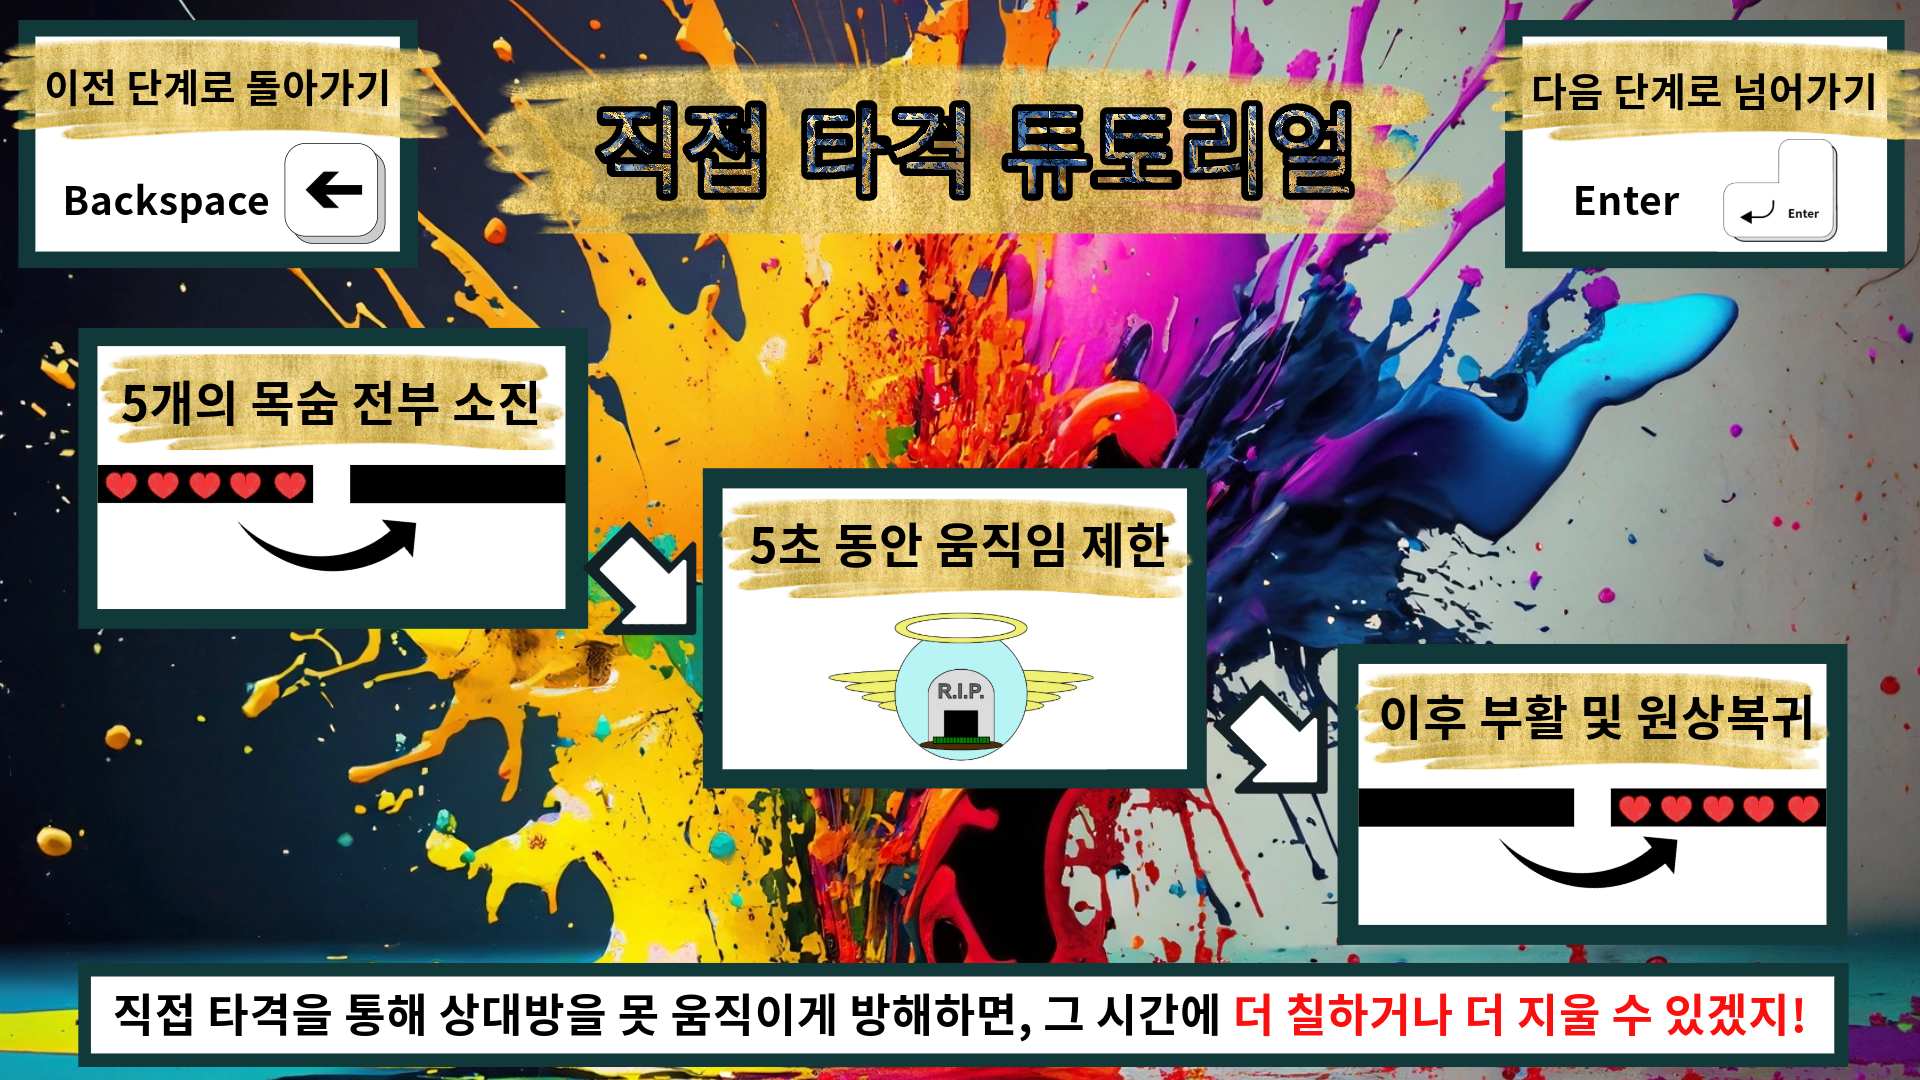 이전 단계로 돌아가기
Backspace
직접 타격 튜토리얼
다음 단계로 넘어가기
Enter
Enter
5개의 목숨 전부 소진
5초 동안 움직임 제한
R.I.P.
이후 부활 및 원상복귀
직접 타격을 통해 상대방을 못 움직이게 방해하면, 그 시간에 더 칠하거나 더 지울 수 있겠지!